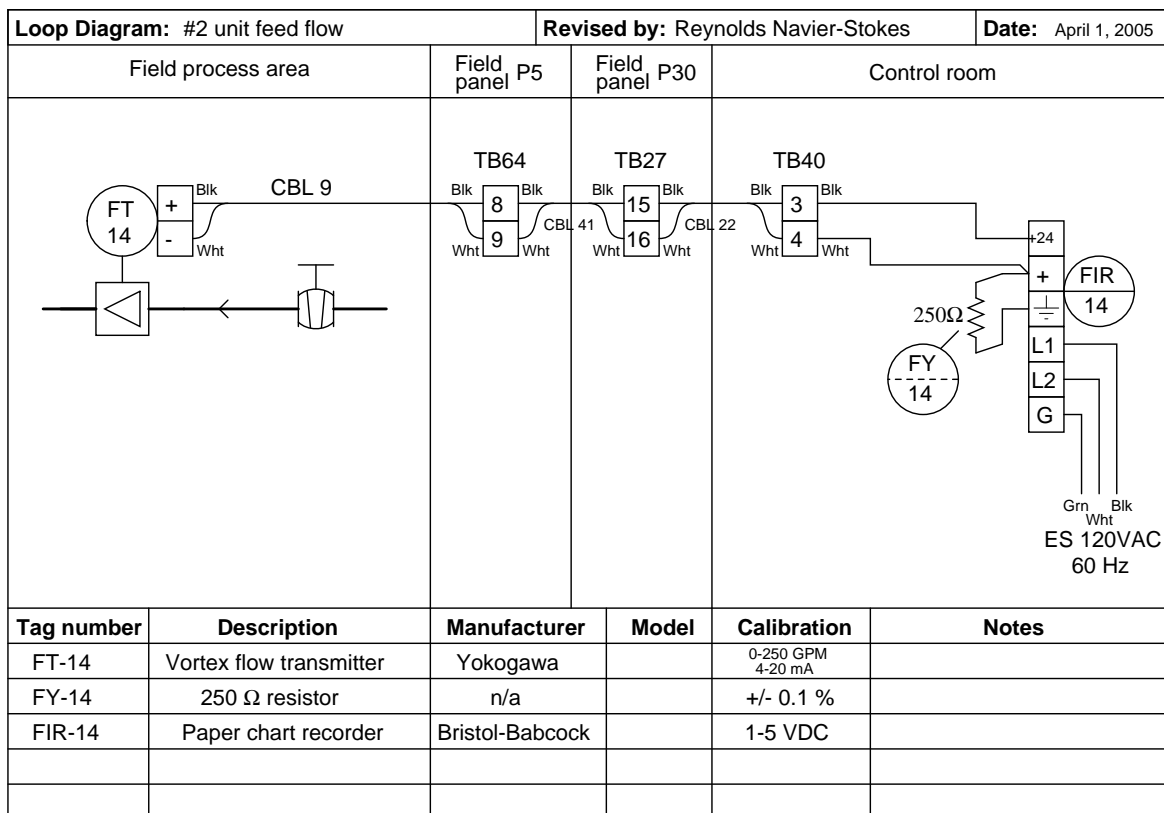 Loop Diagram: #2 unit feed flow Revised by: Reynolds Navier-Stokes Date: April 1, 2005
Field process area
Field
panel P5
Field
panel P30
Control room
TB64 TB27 TB40
CBL 9
FT
14
+
-
Blk
Wht
Blk 8 Blk
Wht 9 Wht
CBL 41
Blk 15 Blk
Wht 16 Wht
CBL 22
Blk 3 Blk
Wht 4 Wht
+24
+
L1
L2
G
FIR
14
250Ω
FY
14
Grn Wht Blk
ES 120VAC
60 Hz
Tag number Description Manufacturer Model Calibration Notes
FT-14 Vortex flow transmitter Yokogawa 0-250 GPM
4-20 mA
FY-14 250 Ω resistor n/a +/- 0.1 %
FIR-14 Paper chart recorder Bristol-Babcock 1-5 VDC